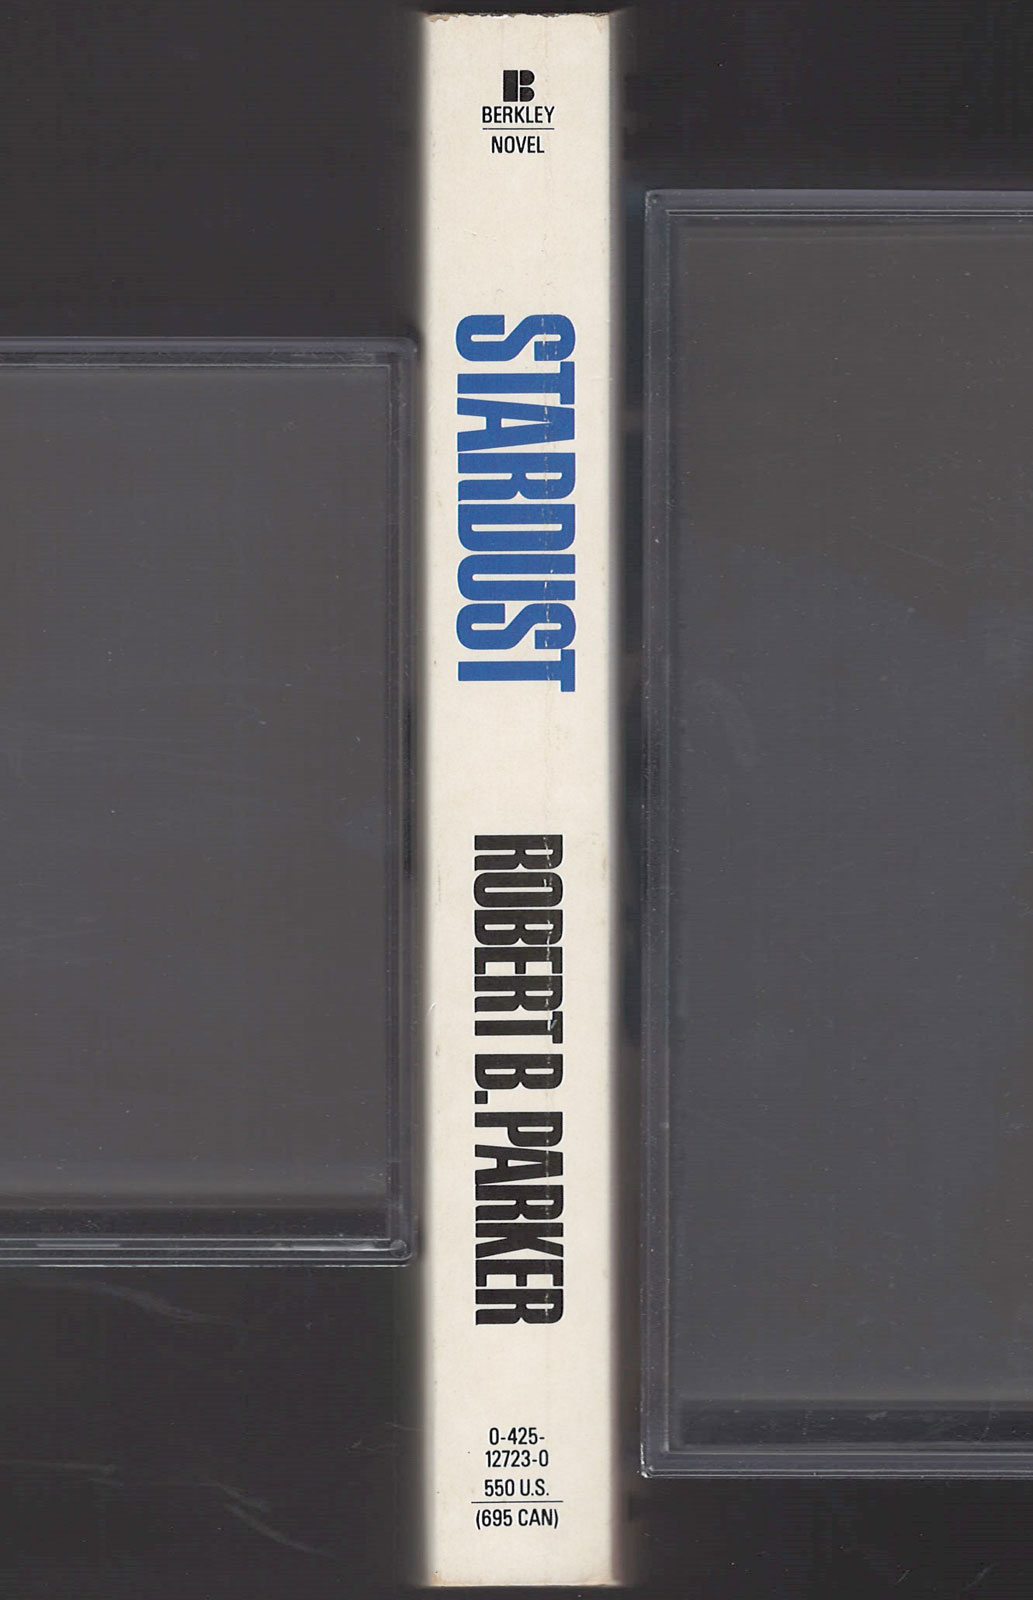 B
BERKLEY
NOVEL
STARDUST
ROBERT B. PARKER
0-425-
12723-0
550 U.S.
(695 CAN)